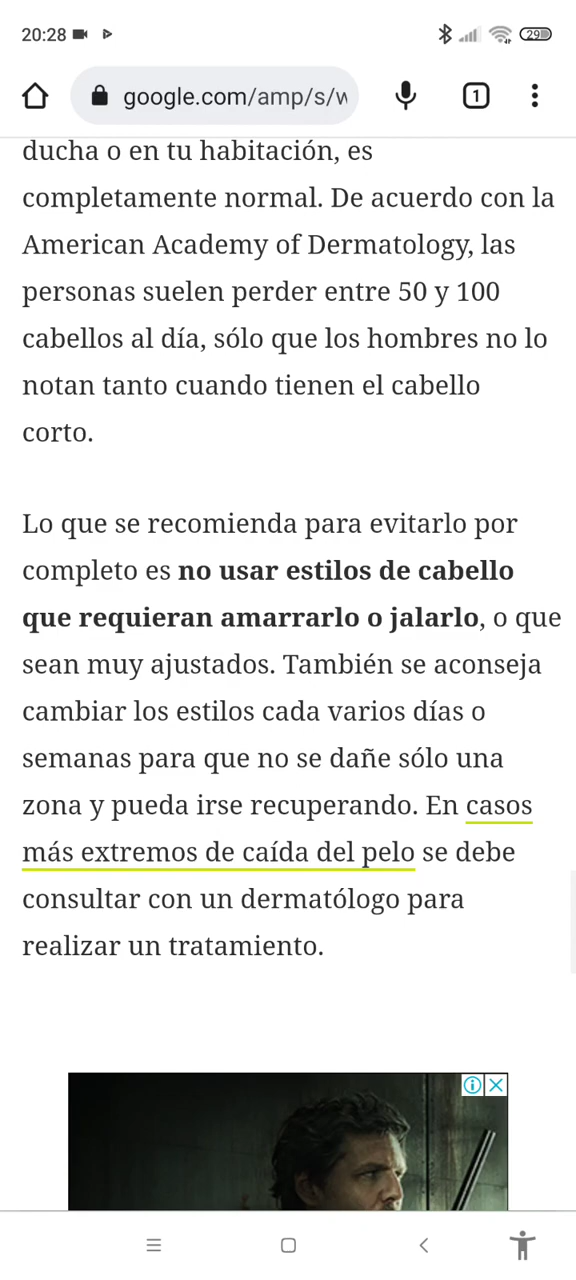 20:28
29
google.com/amp/s/w
1
ducha o en tu habitación, es
completamente normal. De acuerdo con la
American Academy of Dermatology, las
personas suelen perder entre 50 y 100
cabellos al día, sólo que los hombres no lo
notan tanto cuando tienen el cabello
corto.
Lo que se recomienda para evitarlo por
completo es no usar estilos de cabello
que requieran amarrarlo o jalarlo, o que
sean muy ajustados. También se aconseja
cambiar los estilos cada varios días o
semanas para que no se dañe sólo una
zona y pueda irse recuperando. En casos
más extremos de caída del pelo se debe
consultar con un dermatólogo para
realizar un tratamiento.